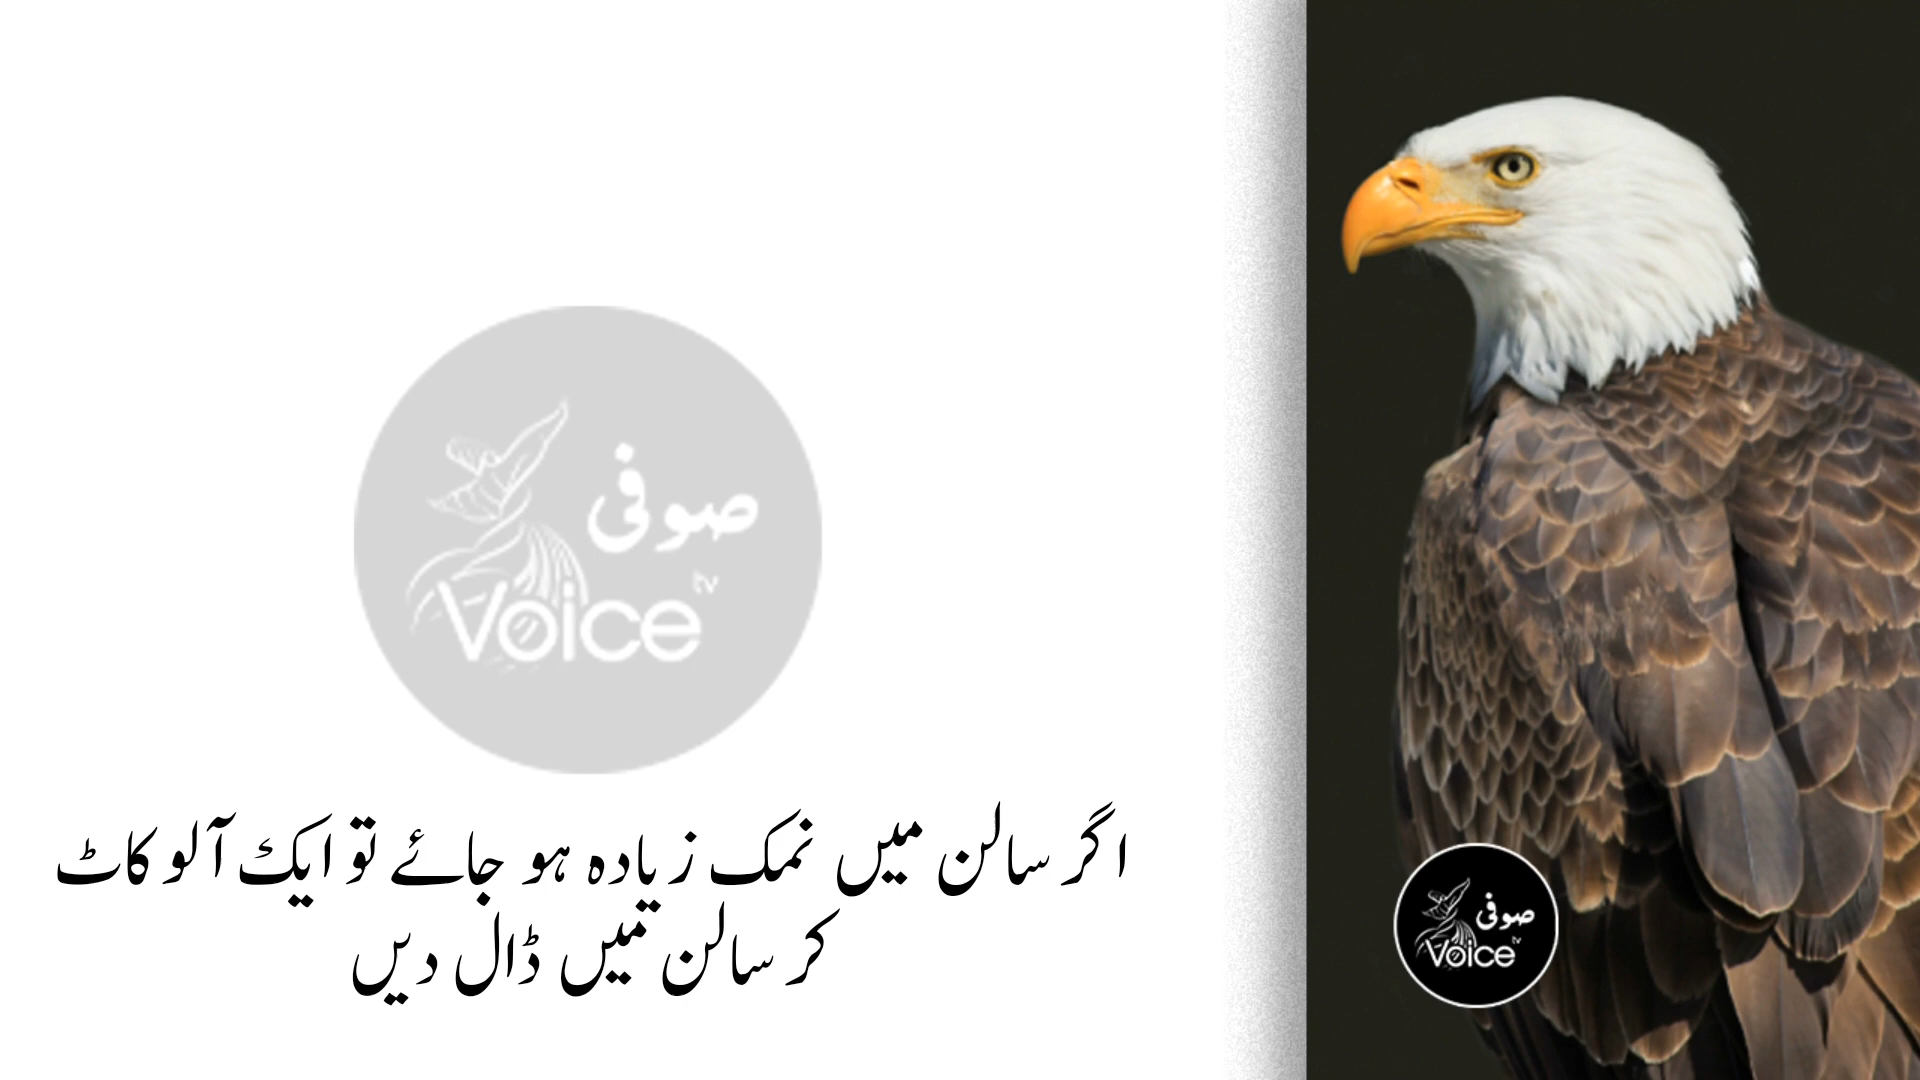 صوفی
Voice TV
اگر سالن میں نمک زیادہ ہو جائے تو ایک آلو کاٹ
کر سالن میں ڈال دیں
صوفی
Voice TV